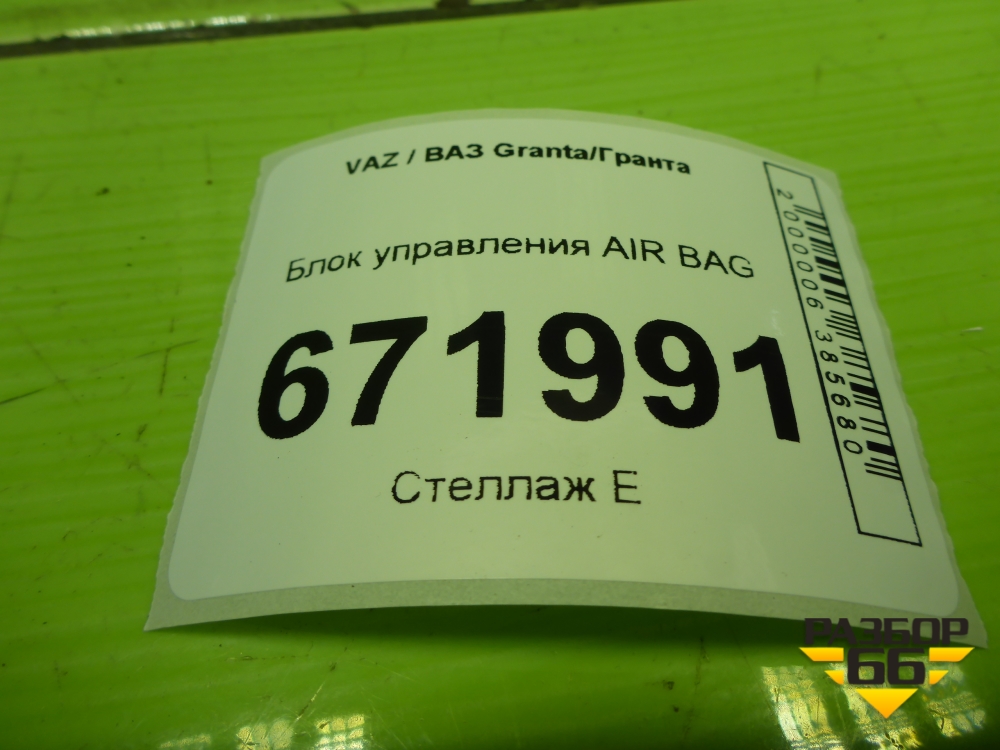 VAZ / ВАЗ Granta/Гранта
Блок управления AIR BAG
671991
Стеллаж E
2000006385680
РАЗБОР
66